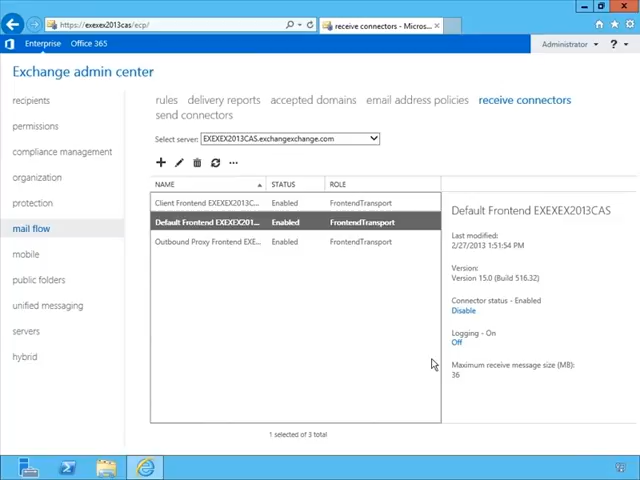 https://exexex2013cas/ecp/
receive connectors - Micros...
Enterprise Office 365
Administrator ?
Exchange admin center
recipients
permissions
compliance management
organization
protection
mail flow
mobile
public folders
unified messaging
servers
hybrid
rules delivery reports accepted domains email address policies receive connectors
send connectors
Select server: EXEXEX2013CAS.exchangexchange.com
NAME STATUS ROLE
Client Frontend EXEXEX2013C... Enabled FrontendTransport
Default Frontend EXEXEX201... Enabled FrontendTransport
Outbound Proxy Frontend EXE... Enabled FrontendTransport
1 selected of 3 total
Default Frontend EXEXEX2013CAS
Last modified:
2/27/2013 1:51:54 PM
Version:
Version 15.0 (Build 516.32)
Connector status - Enabled
Disable
Logging - On
Off
Maximum receive message size (MB):
36